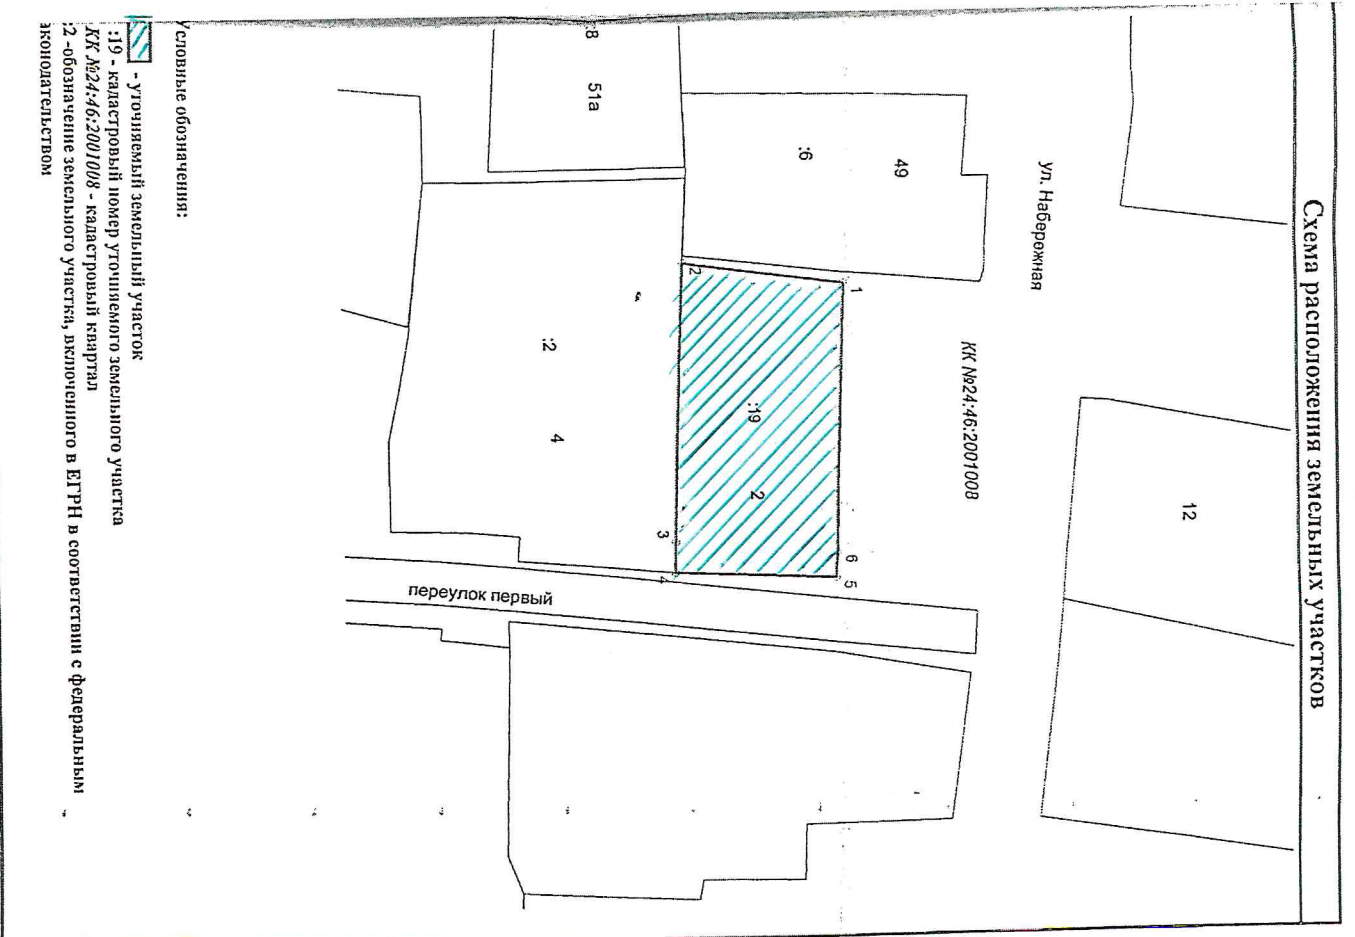 Схема расположения земельных участков
12
ул. Набережная
КК №24:46:2001008
49
:6
1
6
5
:19
2
2
3
4
:8
51а
:2
4
переулок первый
условные обозначения:
- уточняемый земельный участок
:19 - кадастровый номер уточняемого земельного участка
КК №24:46:2001008 - кадастровый квартал
:2 -обозначение земельного участка, включенного в ЕГРН в соответствии с федеральным
законодательством